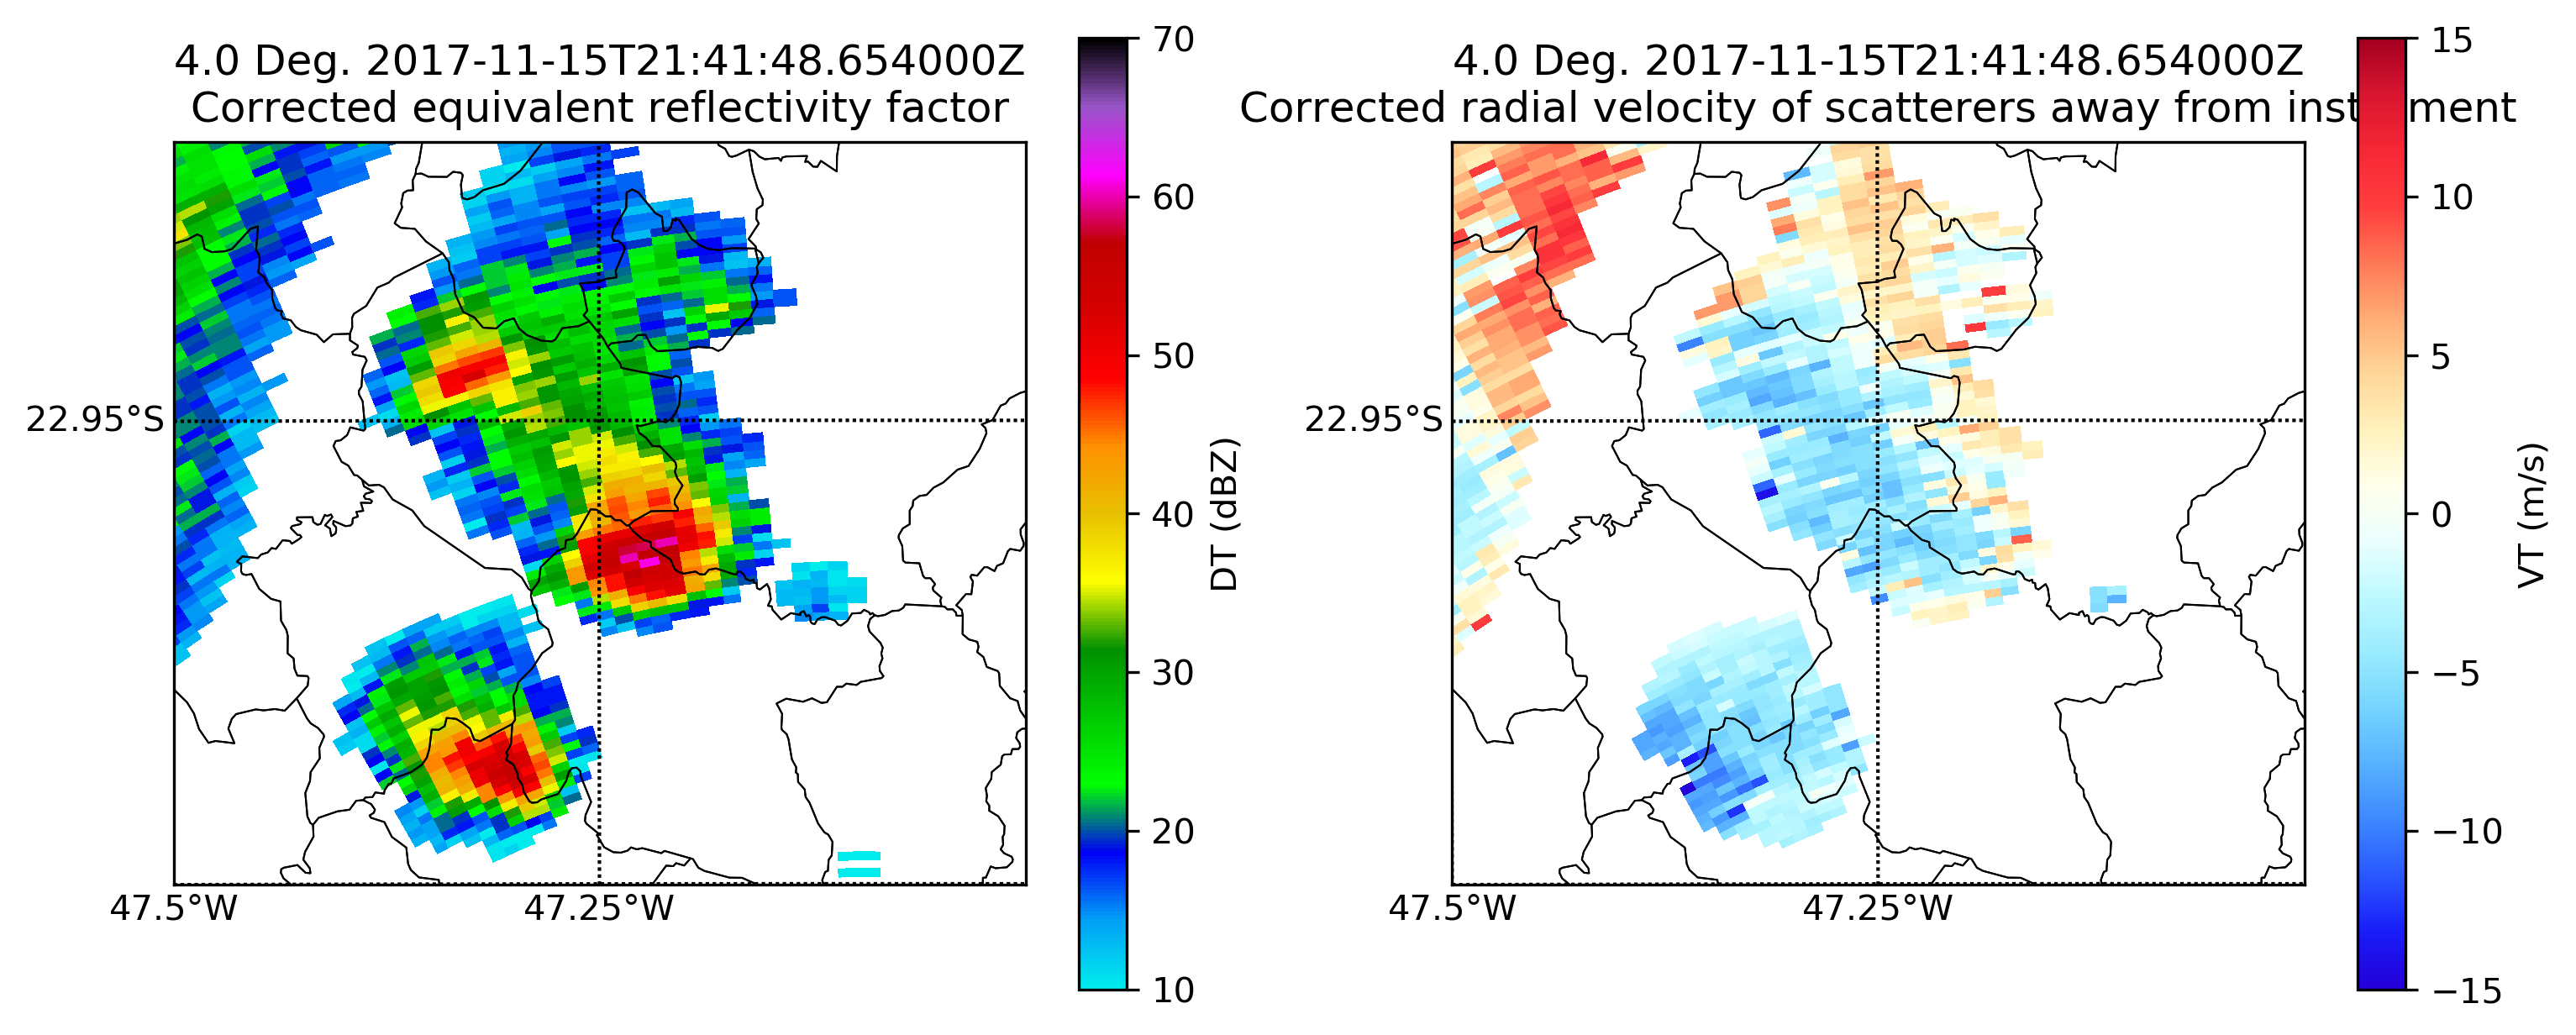 4.0 Deg. 2017-11-15T21:41:48.654000Z
Corrected equivalent reflectivity factor
22.95°S
47.5°W
47.25°W
70
60
50
40
30
20
10
DT (dBZ)
4.0 Deg. 2017-11-15T21:41:48.654000Z
Corrected radial velocity of scatterers away from inst ment
22.95°S
47.5°W
47.25°W
15
10
5
0
−5
−10
−15
VT (m/s)